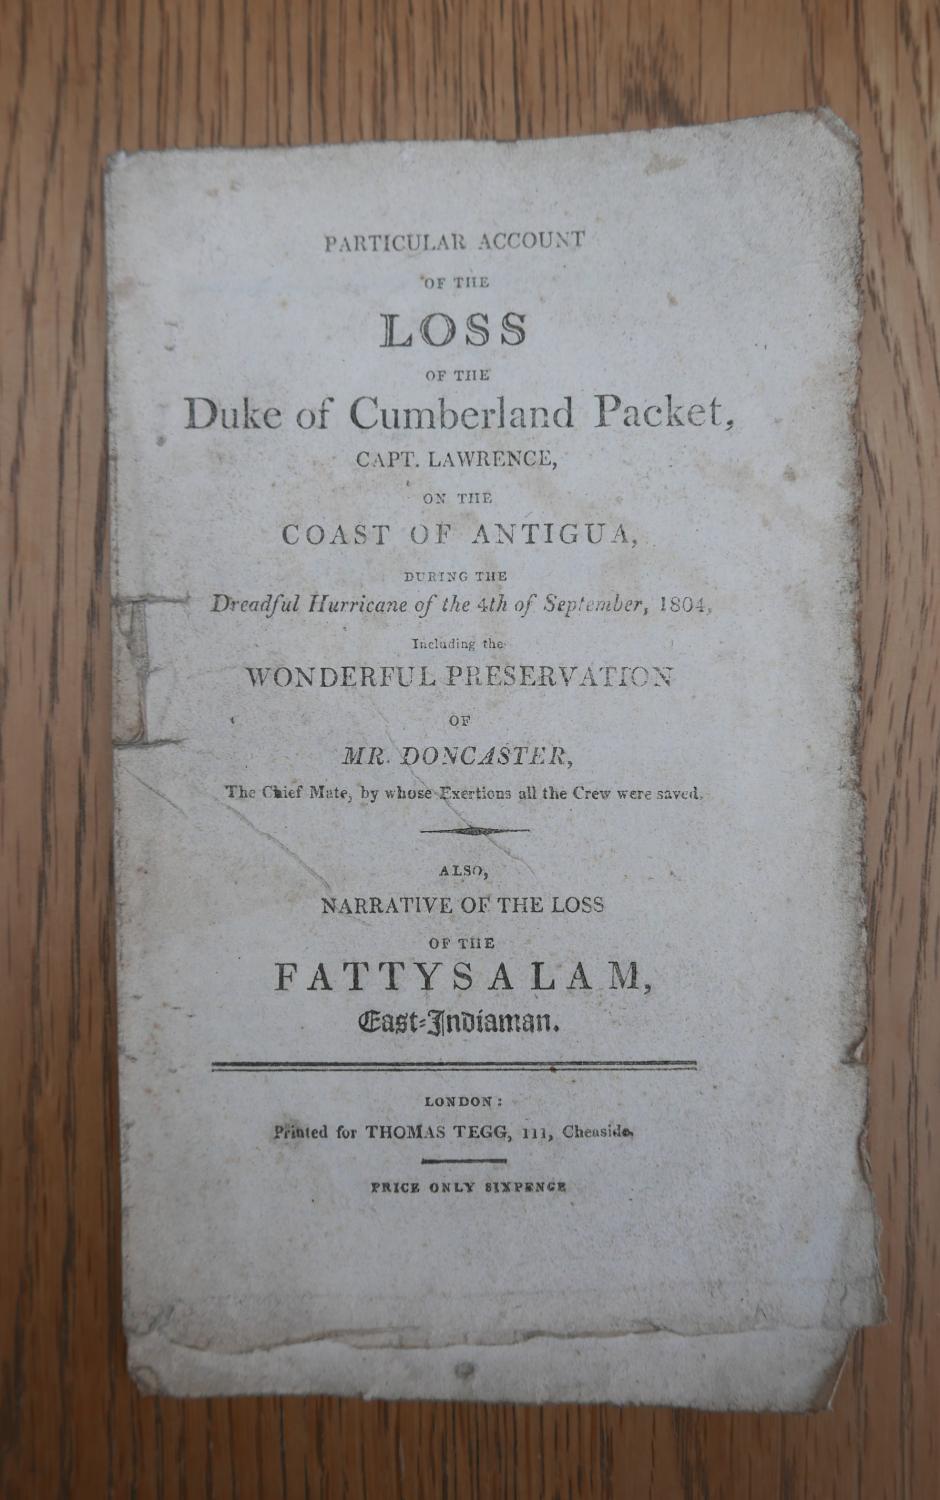 PARTICULAR ACCOUNT
OF THE
LOSS
OF THE
Duke of Cumberland Packet,
CAPT. LAWRENCE,
ON THE
COAST OF ANTIGUA,
DURING THE
Dreadful Hurricane of the 4th of September, 1804,
Including the
WONDERFUL PRESERVATION
OF
MR. DONCASTER,
The Chief Mate, by whose Exertions all the Crew were saved.
ALSO,
NARRATIVE OF THE LOSS
OF THE
FATTYSALAM,
East-Indiaman.
LONDON:
Printed for THOMAS TEGG, 111, Cheaside.
PRICE ONLY SIXPENCE